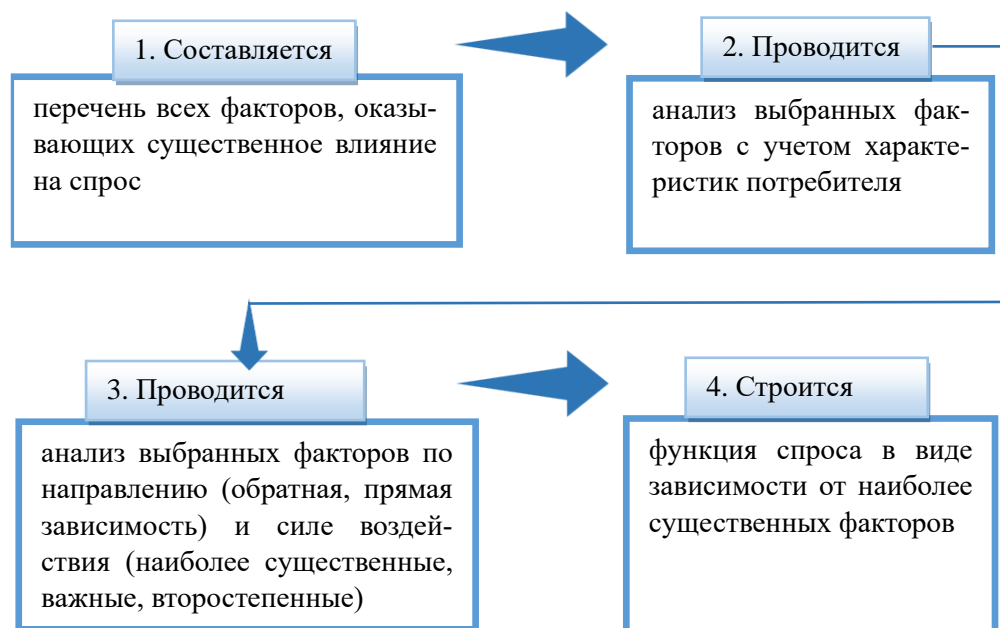 1. Составляется
перечень всех факторов, оказы-
вающих существенное влияние
на спрос
2. Проводится
анализ выбранных фак-
торов с учетом характе-
ристик потребителя
3. Проводится
анализ выбранных факторов по
направлению (обратная, прямая
зависимость) и силе воздей-
ствия (наиболее существенные,
важные, второстепенные)
4. Строится
функция спроса в виде
зависимости от наиболее
существенных факторов